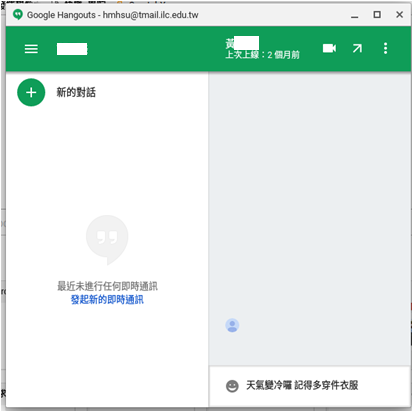 Google Hangouts - hmhsu@tmail.ilc.edu.tw
黃
上次上線：2 個月前
新的對話
最近未進行任何即時通訊
發起新的即時通訊
天氣變冷囉 記得多穿件衣服